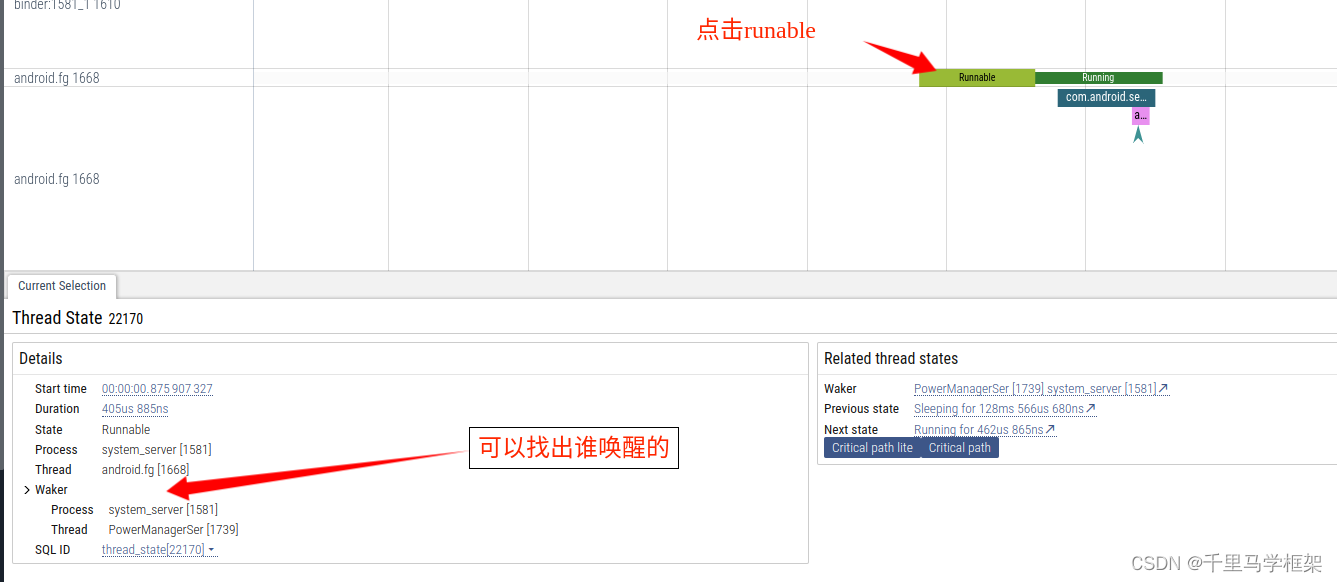 binder:1581_1 1610
点击runable
android.fg 1668
Runnable
Running
com.android.se...
a...
android.fg 1668
Current Selection
Thread State 22170
Details
Start time 00:00:00.875 907 327
Duration 405us 885ns
State Runnable
Process system_server [1581]
Thread android.fg [1668]
Waker
Process system_server [1581]
Thread PowerManagerSer [1739]
SQL ID thread_state[22170]
可以找出谁唤醒的
Related thread states
Waker PowerManagerSer [1739] system_server [1581]
Previous state Sleeping for 128ms 566us 680ns
Next state Running for 462us 865ns
Critical path lite Critical path
CSDN @千里马学框架